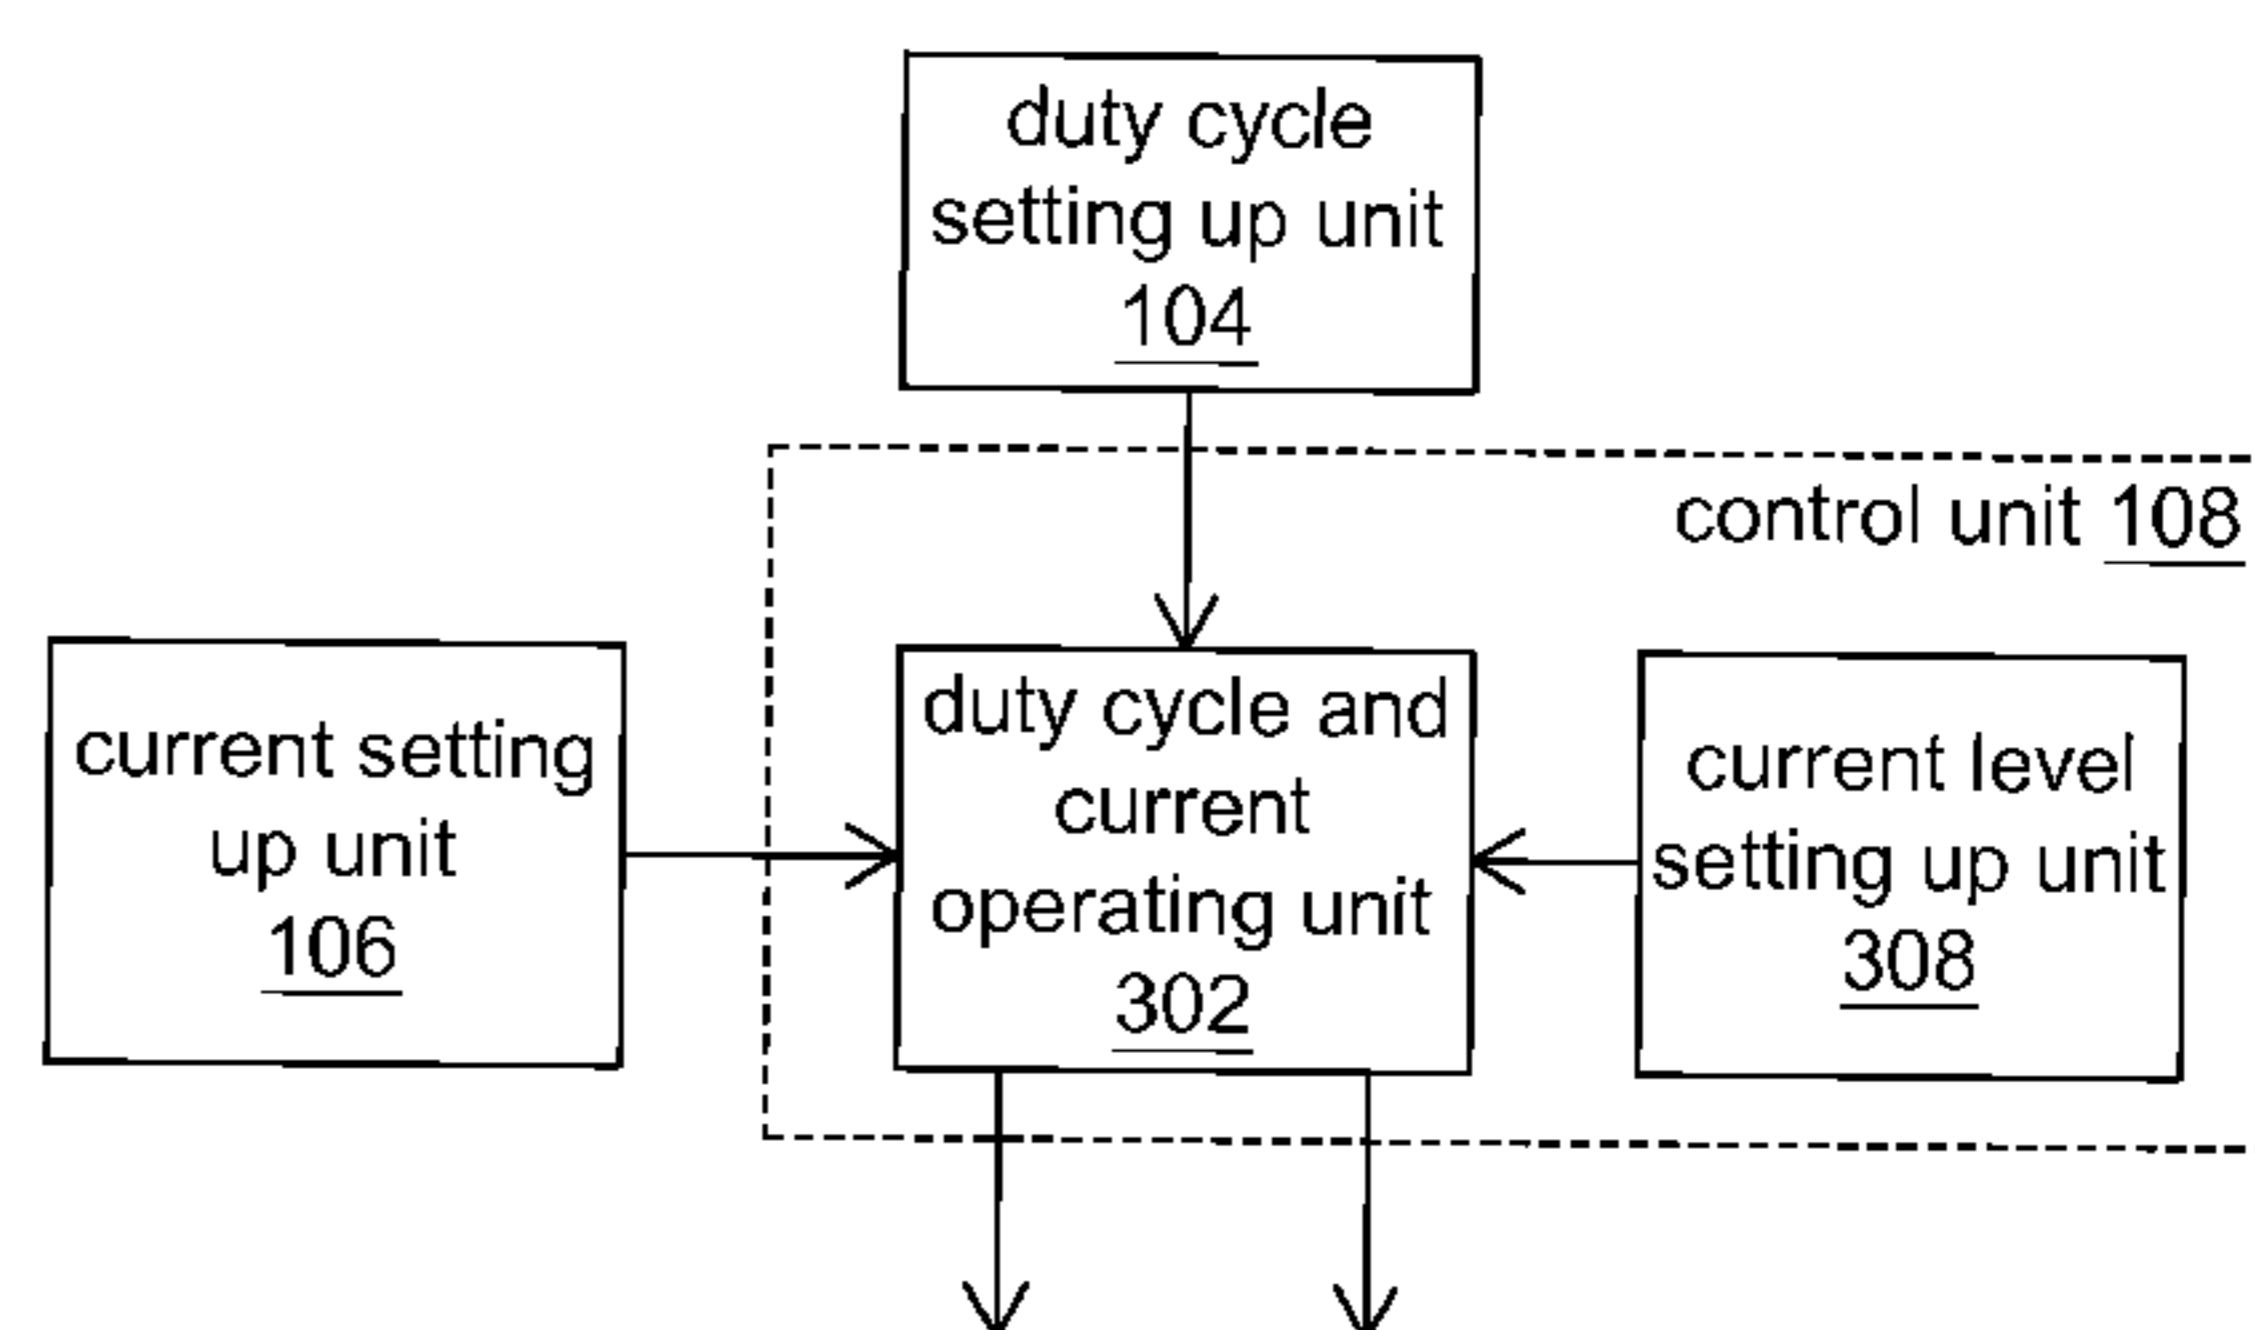 duty cycle
setting up unit
104
control unit 108
current setting
up unit
106
duty cycle and
current
operating unit
302
current level
setting up unit
308